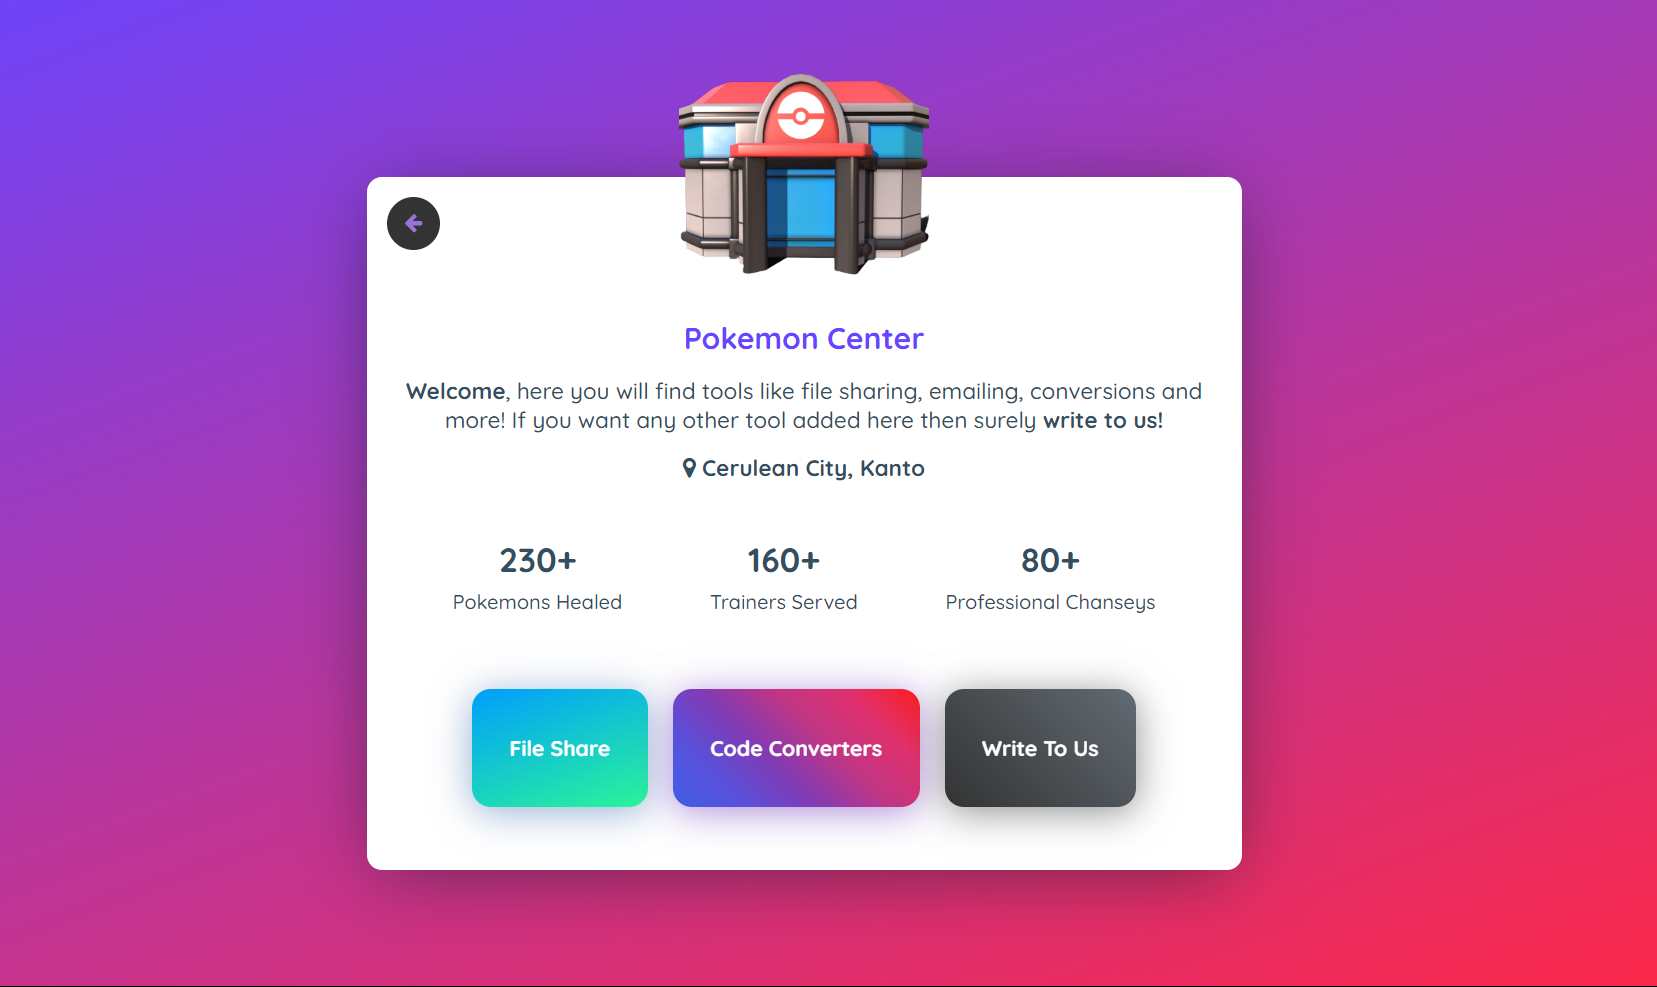 Pokemon Center
Welcome, here you will find tools like file sharing, emailing, conversions and
more! If you want any other tool added here then surely write to us!
Cerulean City, Kanto
230+ 160+ 80+
Pokemons Healed Trainers Served Professional Chanseys
File Share Code Converters Write To Us